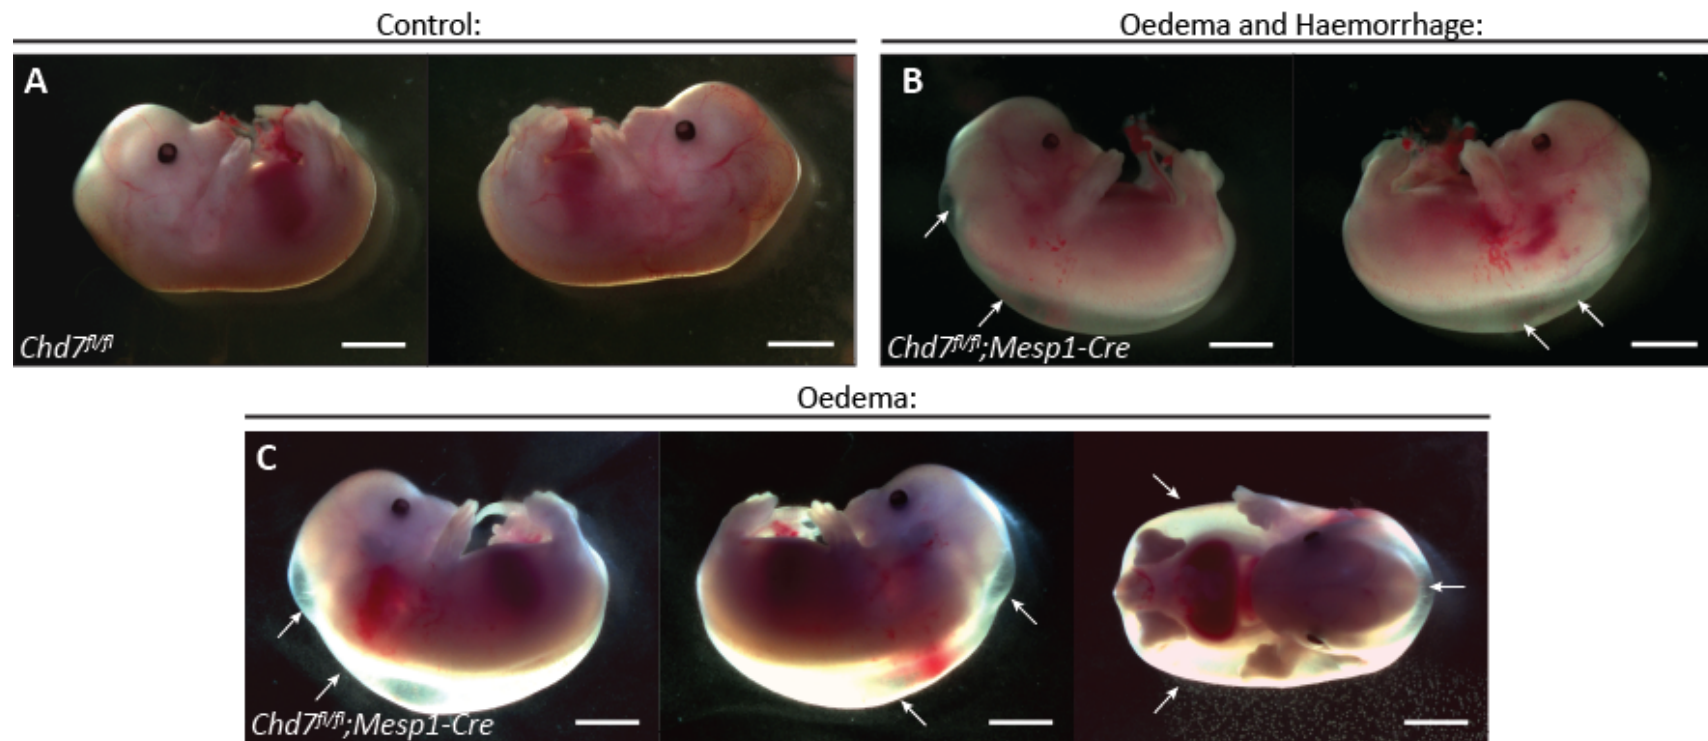 Control:
Oedema and Haemorrhage:
A
B
Chd7fl/fl
Chd7fl/fl;Mesp1-Cre
Oedema:
C
Chd7fl/fl;Mesp1-Cre